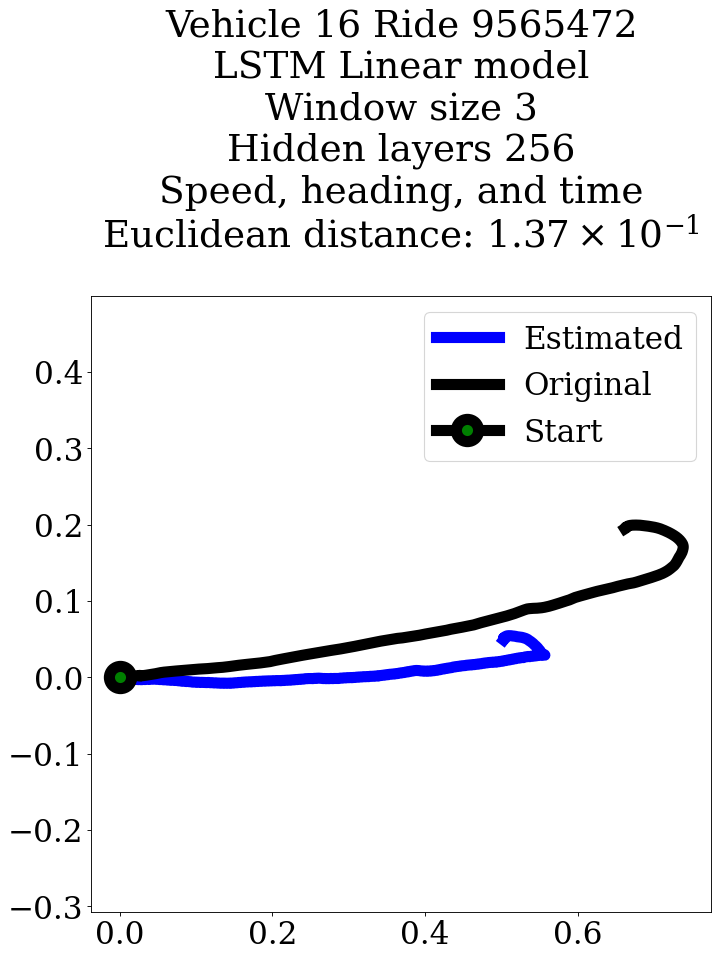 Vehicle 16 Ride 9565472
LSTM Linear model
Window size 3
Hidden layers 256
Speed, heading, and time
Euclidean distance: 1.37 × 10⁻¹
Estimated
Original
Start
0.4
0.3
0.2
0.1
0.0
−0.1
−0.2
−0.3
0.0 0.2 0.4 0.6